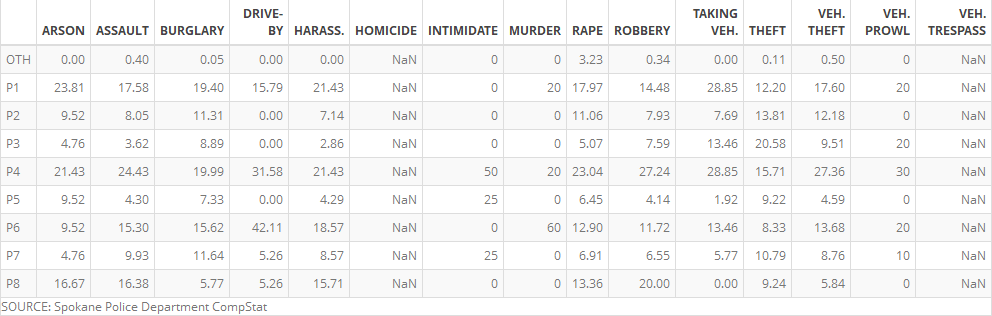 ARSON ASSAULT BURGLARY DRIVE-BY HARASS. HOMICIDE INTIMIDATE MURDER RAPE ROBBERY TAKING VEH. THEFT VEH. THEFT VEH. PROWL VEH. TRESPASS
OTH 0.00 0.40 0.05 0.00 0.00 NaN 0 0 3.23 0.34 0.00 0.11 0.50 0 NaN
P1 23.81 17.58 19.40 15.79 21.43 NaN 0 20 17.97 14.48 28.85 12.20 17.60 20 NaN
P2 9.52 8.05 11.31 0.00 7.14 NaN 0 0 11.06 7.93 7.69 13.81 12.18 0 NaN
P3 4.76 3.62 8.89 0.00 2.86 NaN 0 0 5.07 7.59 13.46 20.58 9.51 20 NaN
P4 21.43 24.43 19.99 31.58 21.43 NaN 50 20 23.04 27.24 28.85 15.71 27.36 30 NaN
P5 9.52 4.30 7.33 0.00 4.29 NaN 25 0 6.45 4.14 1.92 9.22 4.59 0 NaN
P6 9.52 15.30 15.62 42.11 18.57 NaN 0 60 12.90 11.72 13.46 8.33 13.68 20 NaN
P7 4.76 9.93 11.64 5.26 8.57 NaN 25 0 6.91 6.55 5.77 10.79 8.76 10 NaN
P8 16.67 16.38 5.77 5.26 15.71 NaN 0 0 13.36 20.00 0.00 9.24 5.84 0 NaN
SOURCE: Spokane Police Department CompStat